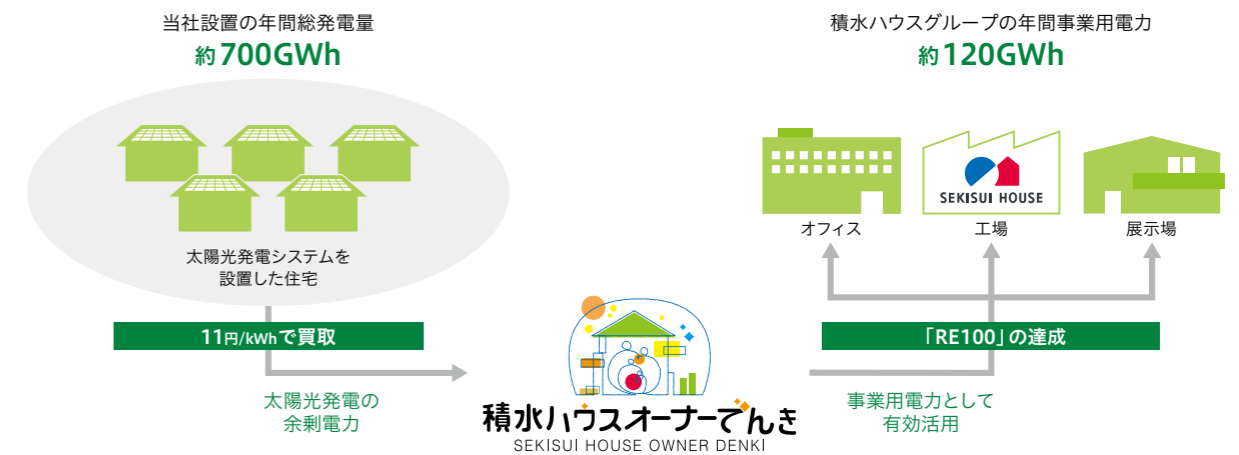 当社設置の年間総発電量
約700GWh
太陽光発電システムを
設置した住宅
11円/kWhで買取
太陽光発電の
余剰電力
積水ハウスオーナーでんき
SEKISUI HOUSE OWNER DENKI
積水ハウスグループの年間事業用電力
約120GWh
SEKISUI HOUSE
オフィス
工場
展示場
「RE100」の達成
事業用電力として
有効活用